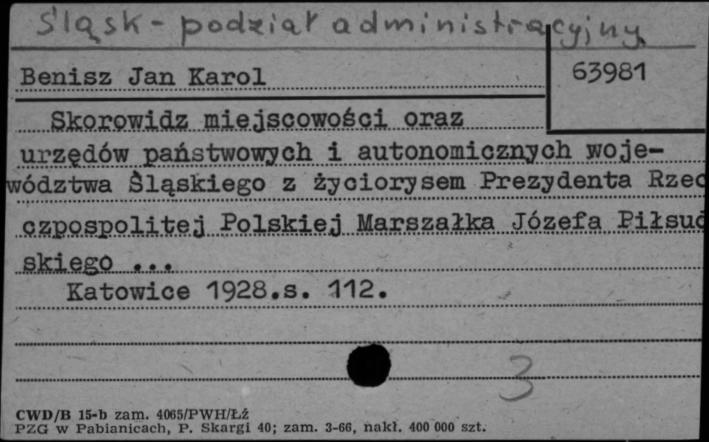 Śląsk - podział administracyjny
Benisz Jan Karol
63981
Skorowidz miejscowości oraz
urzędów państwowych i autonomicznych woje-
wództwa Śląskiego z życiorysem Prezydenta Rzec
czpospolitej Polskiej Marszałka Józefa Piłsud
skiego ...
Katowice 1928.s. 112.
3
CWD/B 15-b zam. 4065/PWH/Łź
PZG w Pabianicach, P. Skargi 40; zam. 3-66, nakł. 400 000 szt.